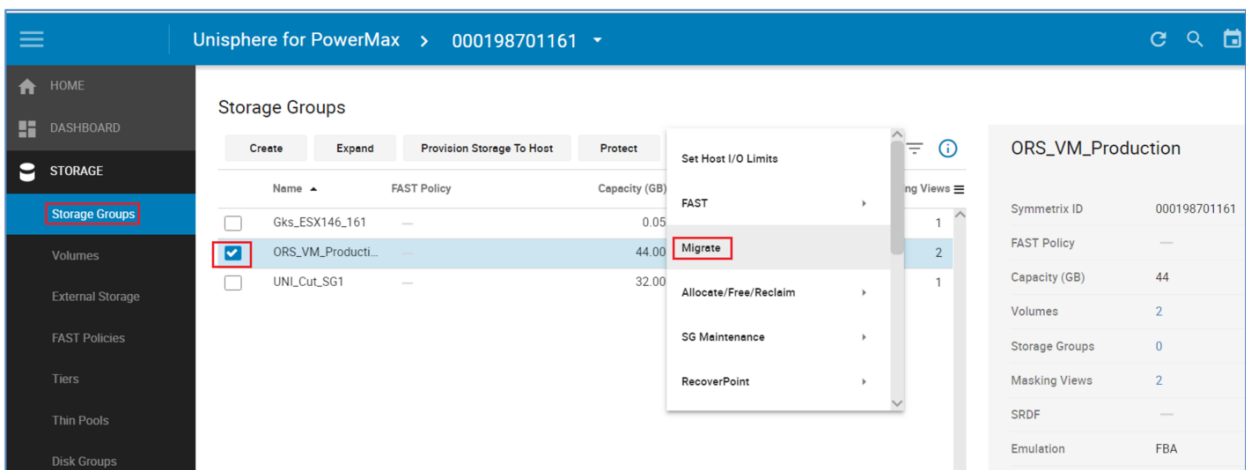 Unisphere for PowerMax > 000198701161
HOME
DASHBOARD
STORAGE
Storage Groups
Volumes
External Storage
FAST Policies
Tiers
Thin Pools
Disk Groups
Storage Groups
Create Expand Provision Storage To Host Protect
Name FAST Policy Capacity (GB) ng Views
Gks_ESX146_161 — 0.05 1
ORS_VM_Producti... — 44.00 2
UNI_Cut_SG1 — 32.00 1
Set Host I/O Limits
FAST
Migrate
Allocate/Free/Reclaim
SG Maintenance
RecoverPoint
ORS_VM_Production
Symmetrix ID 000198701161
FAST Policy —
Capacity (GB) 44
Volumes 2
Storage Groups 0
Masking Views 2
SRDF —
Emulation FBA